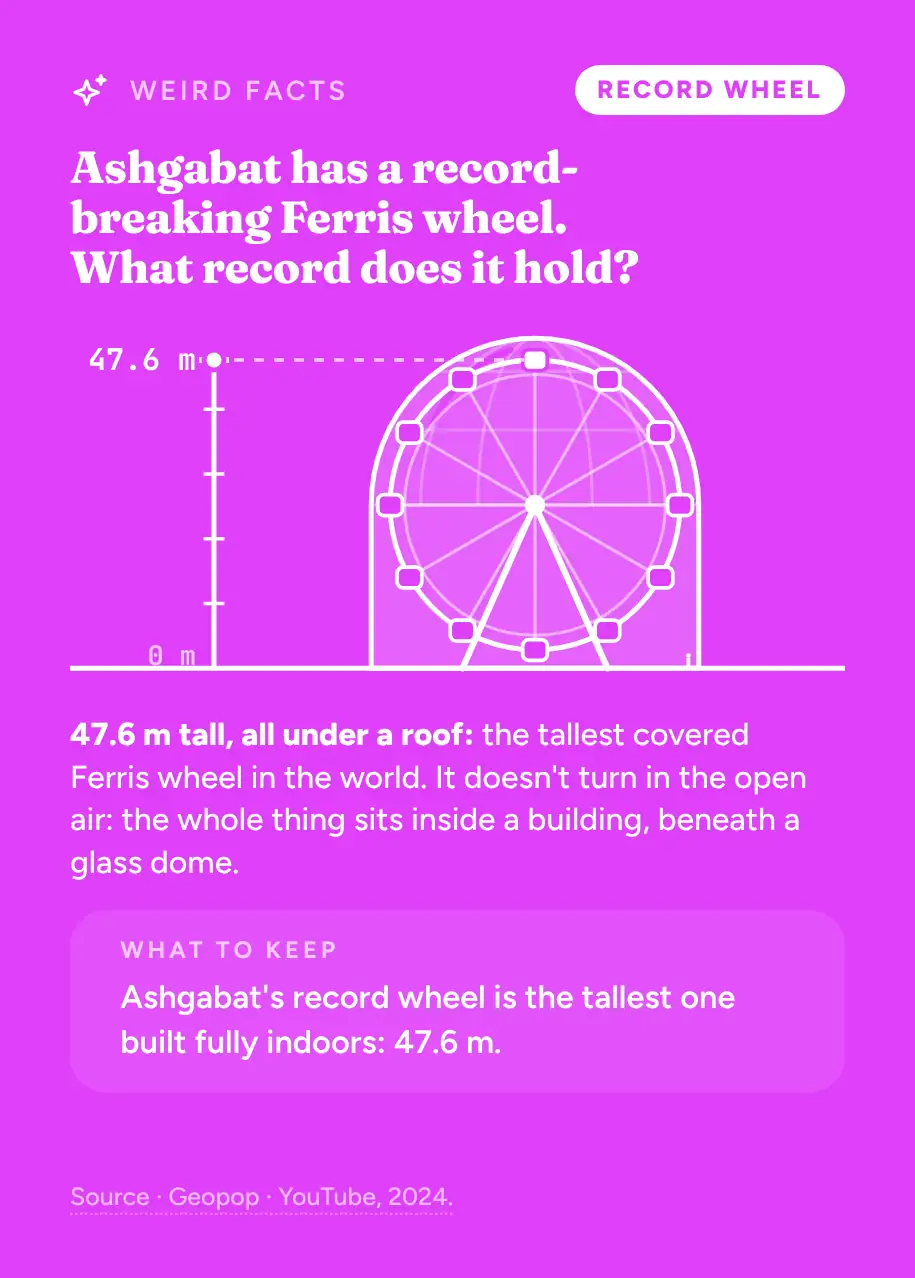 WEIRD FACTS
RECORD WHEEL
Ashgabat has a record-
breaking Ferris wheel.
What record does it hold?
47.6 m
0 m
47.6 m tall, all under a roof: the tallest covered
Ferris wheel in the world. It doesn't turn in the open
air: the whole thing sits inside a building, beneath a
glass dome.
WHAT TO KEEP
Ashgabat's record wheel is the tallest one
built fully indoors: 47.6 m.
Source · Geopop · YouTube, 2024.